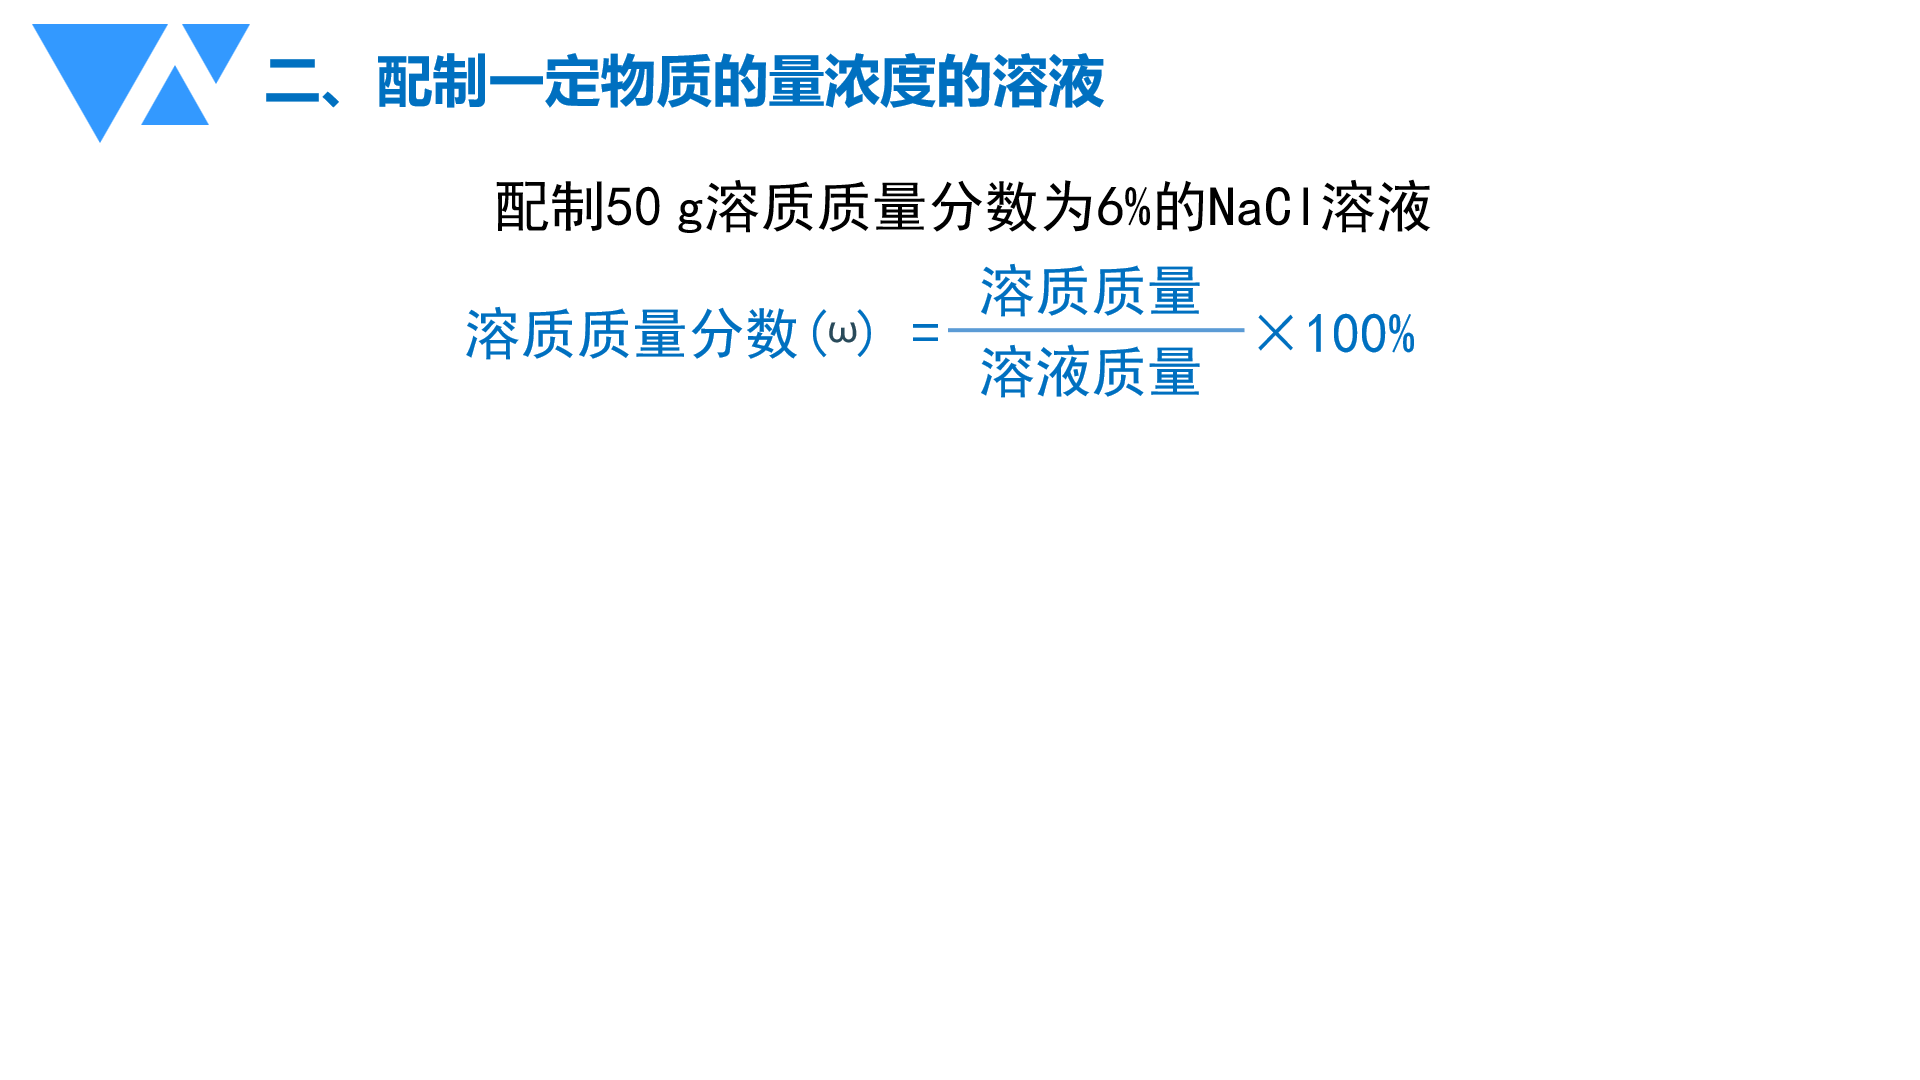 二、配制一定物质的量浓度的溶液
配制50 g溶质质量分数为6%的NaCl溶液
溶质质量
溶质质量分数(ω) = ×100%
溶液质量